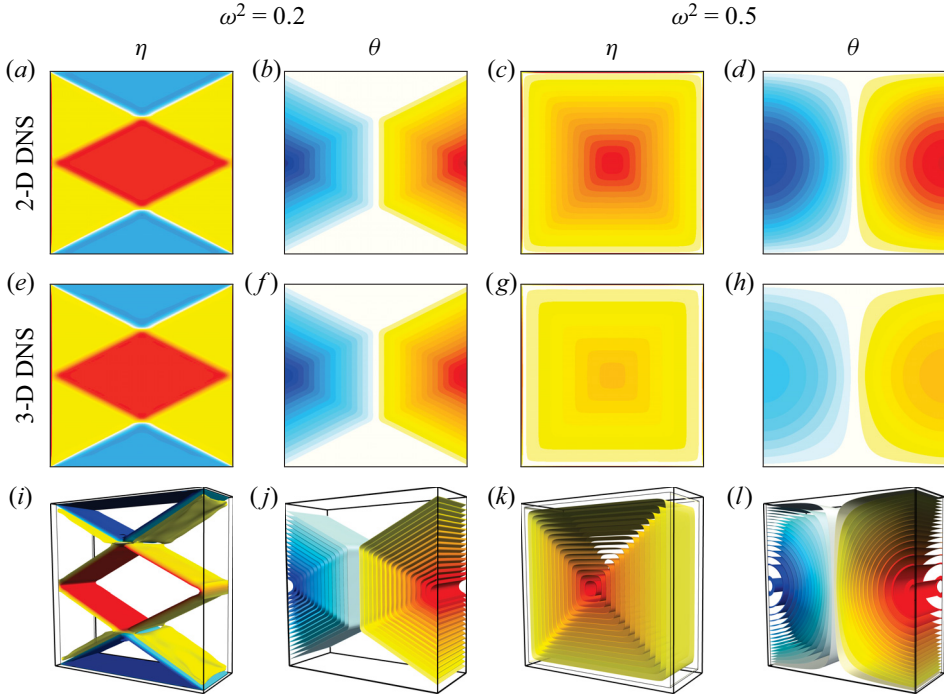 ω² = 0.2 ω² = 0.5
η θ η θ
(a) (b) (c) (d)
2-D DNS
(e) (f) (g) (h)
3-D DNS
(i) (j) (k) (l)